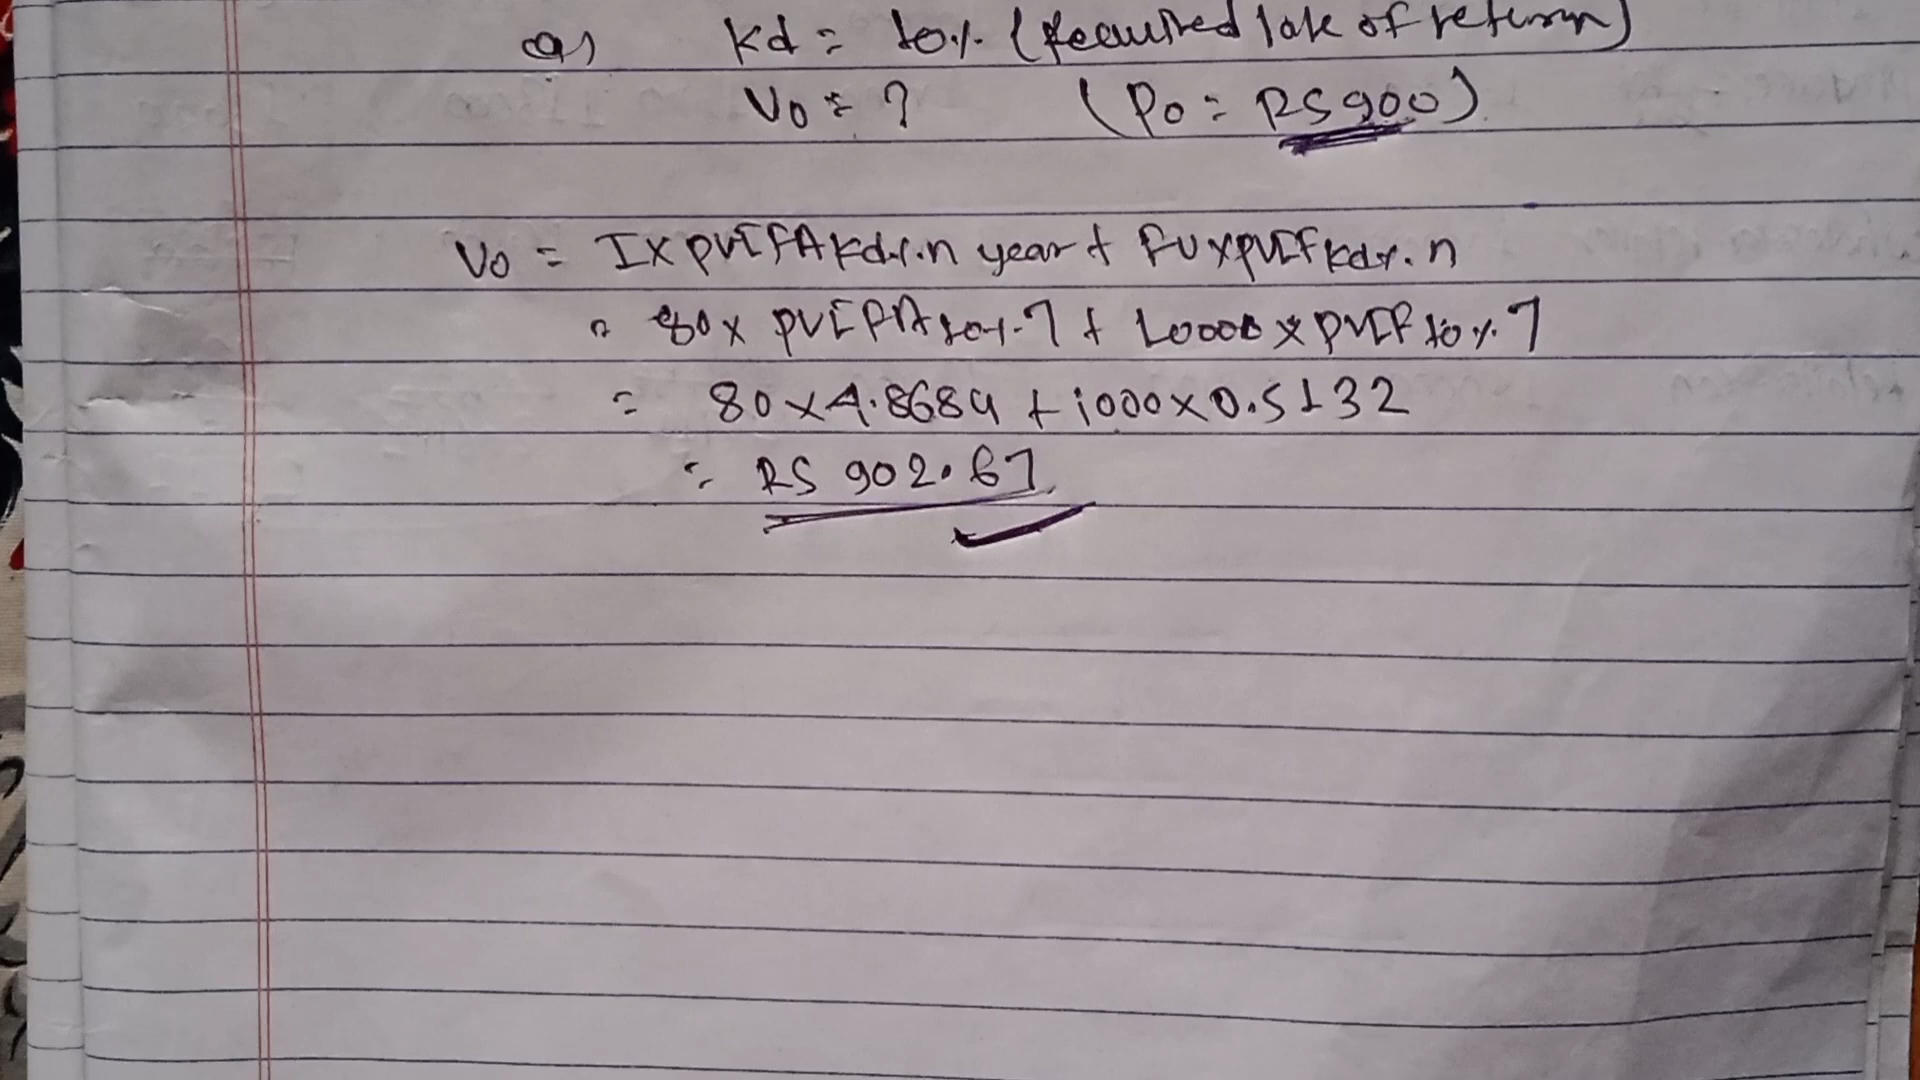 a) Kd = 10% (Required rate of return)
V0 = ? (P0 = RS 900)
V0 = I x PVIFA Kd%.n year + FV x PVIF Kd%.n
= 80 x PVIFA 10%.7 + 1000 x PVIF 10%.7
= 80 x 4.8684 + 1000 x 0.5132
= RS 902.67